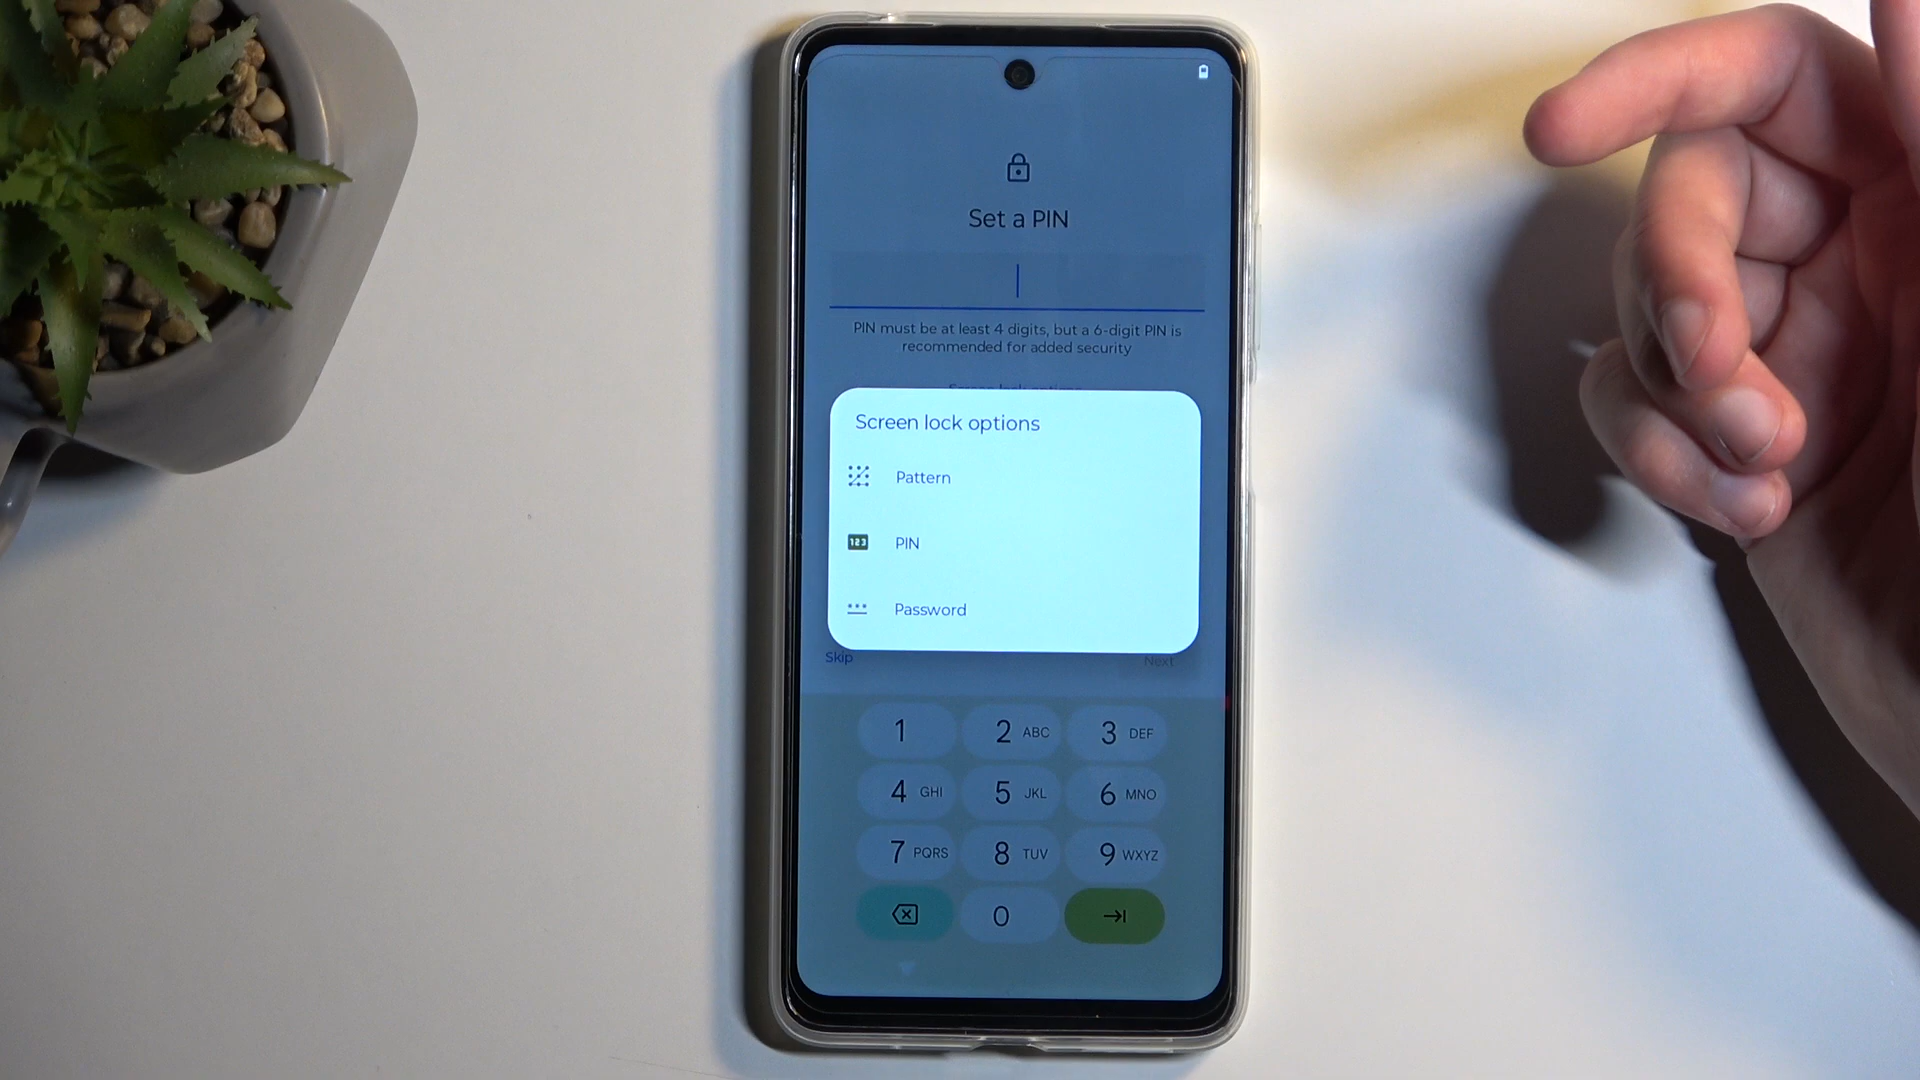 Set a PIN
PIN must be at least 4 digits, but a 6-digit PIN is
recommended for added security
Screen lock options
Screen lock options
Pattern
123 PIN
Password
Skip Next
1 2 ABC 3 DEF
4 GHI 5 JKL 6 MNO
7 PQRS 8 TUV 9 WXYZ
0